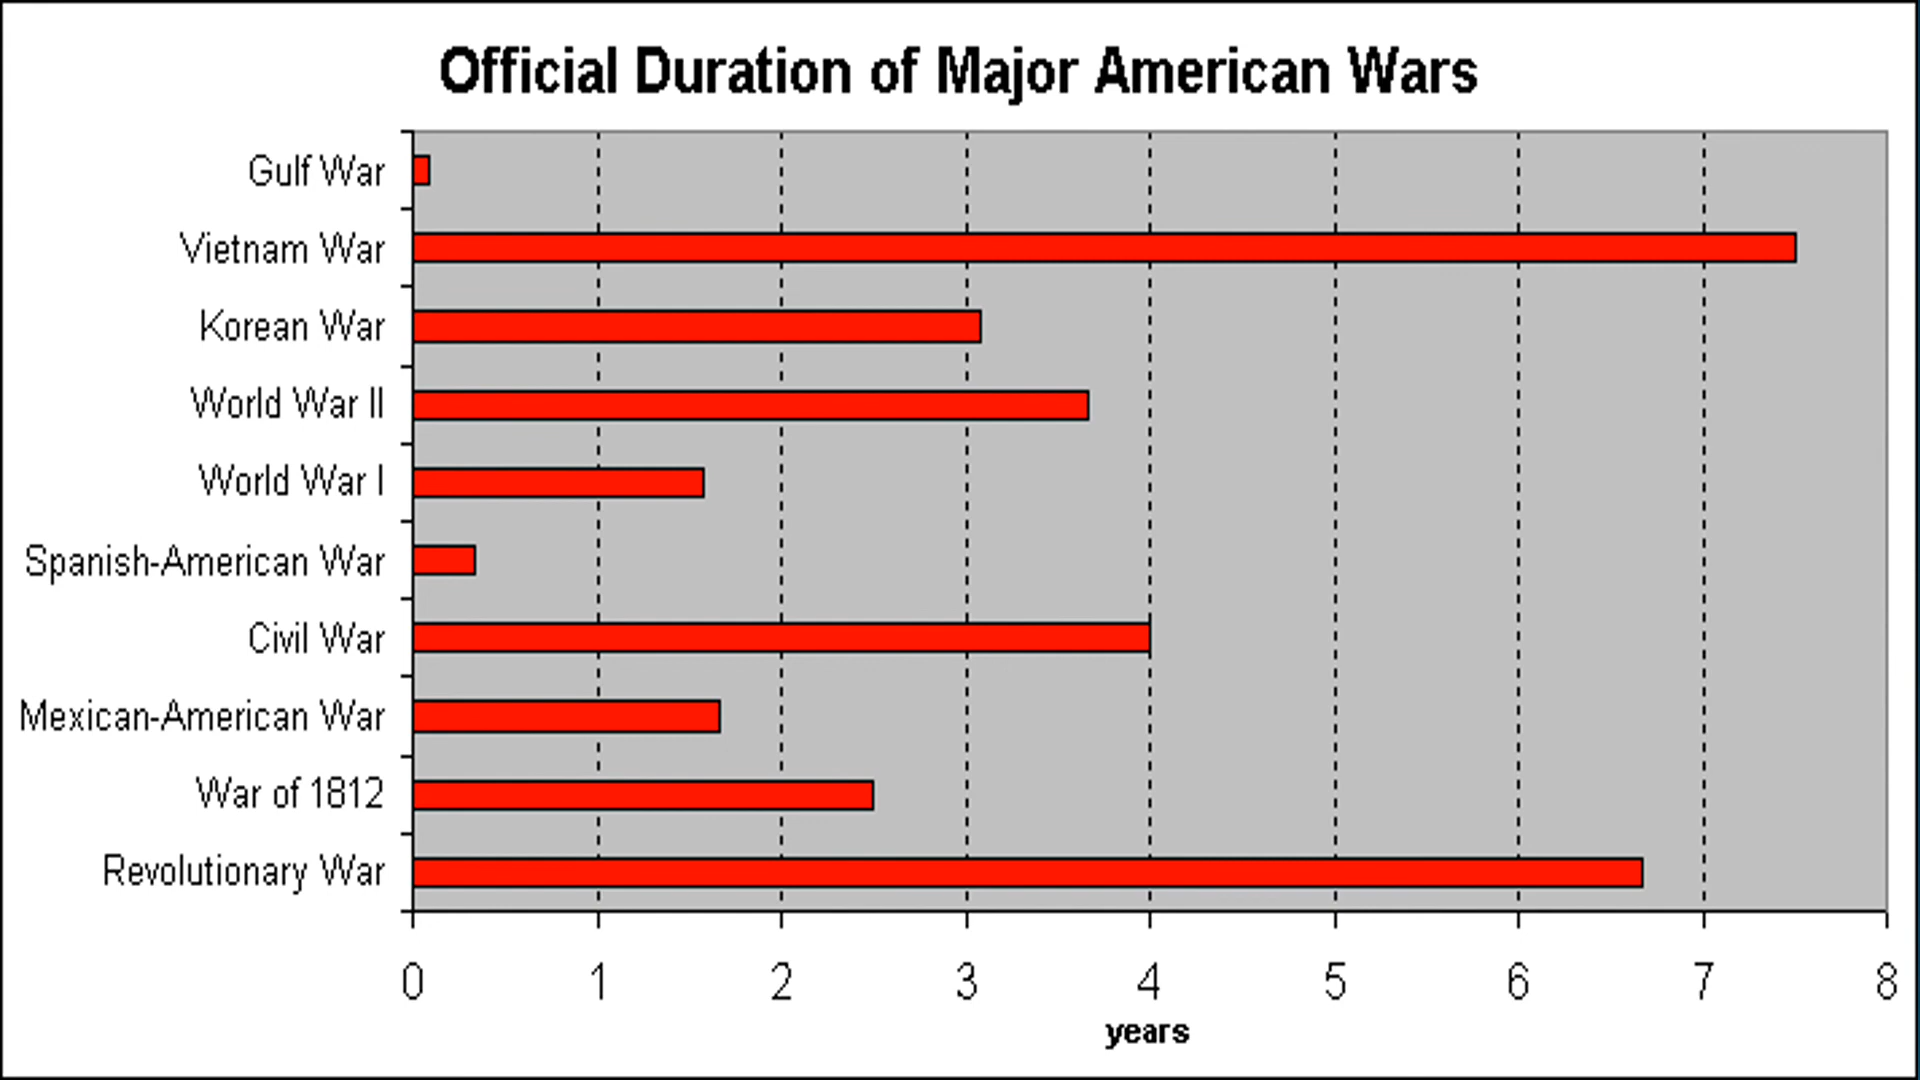 Official Duration of Major American Wars
Gulf War
Vietnam War
Korean War
World War II
World War I
Spanish-American War
Civil War
Mexican-American War
War of 1812
Revolutionary War
0 1 2 3 4 5 6 7 8
years